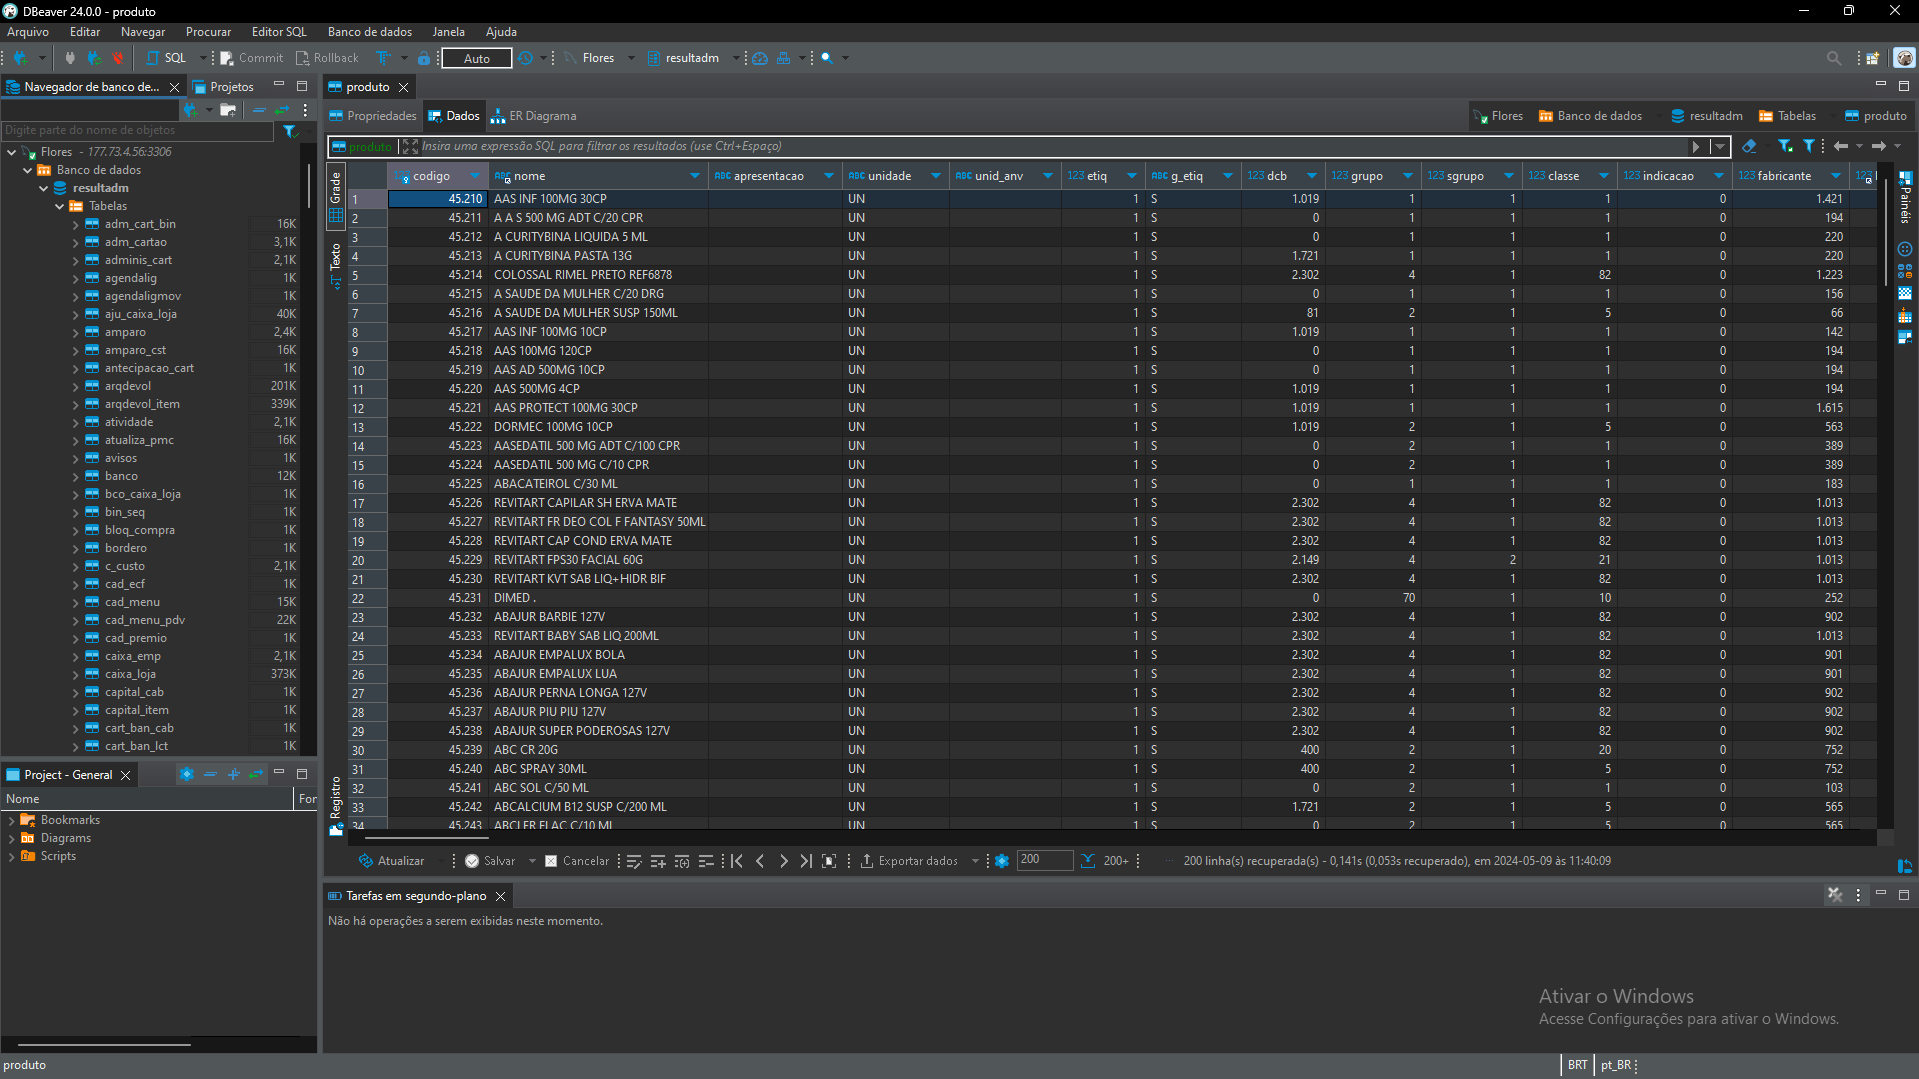 DBeaver 24.0.0 - produto
Arquivo Editar Navegar Procurar Editor SQL Banco de dados Janela Ajuda
SQL Commit Rollback Auto Flores resultadm
Navegador de banco de... Projetos
Digite parte do nome de objetos
Flores - 177.73.4.56:3306
Banco de dados
resultadm
Tabelas
adm_cart_bin 16K
adm_cartao 3,1K
adminis_cart 2,1K
agendalig 1K
agendaligmov 1K
aju_caixa_loja 40K
amparo 2,4K
amparo_cst 16K
antecipacao_cart 1K
arqdevol 201K
arqdevol_item 339K
atividade 2,1K
atualiza_pmc 16K
avisos 1K
banco 12K
bco_caixa_loja 1K
bin_seq 1K
bloq_compra 1K
bordero 1K
c_custo 2,1K
cad_ecf 1K
cad_menu 15K
cad_menu_pdv 22K
cad_premio 1K
caixa_emp 2,1K
caixa_loja 373K
capital_cab 1K
capital_item 1K
cart_ban_cab 1K
cart_ban_lct 1K
Project - General
Nome For
Bookmarks
Diagrams
Scripts
produto
Propriedades Dados ER Diagrama
Flores Banco de dados resultadm Tabelas produto
produto Insira uma expressão SQL para filtrar os resultados (use Ctrl+Espaço)
Grade
Texto
Registro
Painéis
codigo ABC nome ABC apresentacao ABC unidade ABC unid_anv 123 etiq ABC g_etiq 123 dcb 123 grupo 123 sgrupo 123 classe 123 indicacao 123 fabricante 123
1 45.210 AAS INF 100MG 30CP UN 1 S 1.019 1 1 1 0 1.421
2 45.211 A A S 500 MG ADT C/20 CPR UN 1 S 0 1 1 1 0 194
3 45.212 A CURITYBINA LIQUIDA 5 ML UN 1 S 0 1 1 1 0 220
4 45.213 A CURITYBINA PASTA 13G UN 1 S 1.721 1 1 1 0 220
5 45.214 COLOSSAL RIMEL PRETO REF6878 UN 1 S 2.302 4 1 82 0 1.223
6 45.215 A SAUDE DA MULHER C/20 DRG UN 1 S 0 1 1 1 0 156
7 45.216 A SAUDE DA MULHER SUSP 150ML UN 1 S 81 2 1 5 0 66
8 45.217 AAS INF 100MG 10CP UN 1 S 1.019 1 1 1 0 142
9 45.218 AAS 100MG 120CP UN 1 S 0 1 1 1 0 194
10 45.219 AAS AD 500MG 10CP UN 1 S 0 1 1 1 0 194
11 45.220 AAS 500MG 4CP UN 1 S 1.019 1 1 1 0 194
12 45.221 AAS PROTECT 100MG 30CP UN 1 S 1.019 1 1 1 0 1.615
13 45.222 DORMEC 100MG 10CP UN 1 S 1.019 2 1 5 0 563
14 45.223 AASEDATIL 500 MG ADT C/100 CPR UN 1 S 0 2 1 1 0 389
15 45.224 AASEDATIL 500 MG C/10 CPR UN 1 S 0 2 1 1 0 389
16 45.225 ABACATEIROL C/30 ML UN 1 S 0 1 1 1 0 183
17 45.226 REVITART CAPILAR SH ERVA MATE UN 1 S 2.302 4 1 82 0 1.013
18 45.227 REVITART FR DEO COL F FANTASY 50ML UN 1 S 2.302 4 1 82 0 1.013
19 45.228 REVITART CAP COND ERVA MATE UN 1 S 2.302 4 1 82 0 1.013
20 45.229 REVITART FPS30 FACIAL 60G UN 1 S 2.149 4 2 21 0 1.013
21 45.230 REVITART KVT SAB LIQ+HIDR BIF UN 1 S 2.302 4 1 82 0 1.013
22 45.231 DIMED . UN 1 S 0 70 1 10 0 252
23 45.232 ABAJUR BARBIE 127V UN 1 S 2.302 4 1 82 0 902
24 45.233 REVITART BABY SAB LIQ 200ML UN 1 S 2.302 4 1 82 0 1.013
25 45.234 ABAJUR EMPALUX BOLA UN 1 S 2.302 4 1 82 0 901
26 45.235 ABAJUR EMPALUX LUA UN 1 S 2.302 4 1 82 0 901
27 45.236 ABAJUR PERNA LONGA 127V UN 1 S 2.302 4 1 82 0 902
28 45.237 ABAJUR PIU PIU 127V UN 1 S 2.302 4 1 82 0 902
29 45.238 ABAJUR SUPER PODEROSAS 127V UN 1 S 2.302 4 1 82 0 902
30 45.239 ABC CR 20G UN 1 S 400 2 1 20 0 752
31 45.240 ABC SPRAY 30ML UN 1 S 400 2 1 5 0 752
32 45.241 ABC SOL C/50 ML UN 1 S 0 2 1 1 0 103
33 45.242 ABCALCIUM B12 SUSP C/200 ML UN 1 S 1.721 2 1 5 0 565
34 45.243 ABCLER FLAC C/10 ML UN 1 S 0 2 1 5 0 565
Atualizar Salvar Cancelar Exportar dados 200 200+ 200 linha(s) recuperada(s) - 0,141s (0,053s recuperado), em 2024-05-09 às 11:40:09
Tarefas em segundo-plano
Não há operações a serem exibidas neste momento.
Ativar o Windows
Acesse Configurações para ativar o Windows.
produto BRT pt_BR